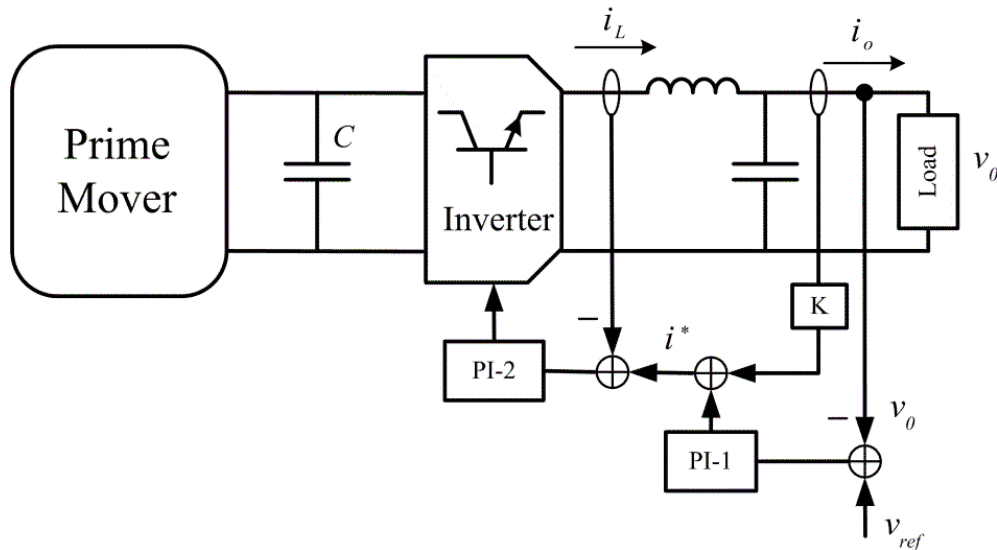 i_L
i_o
Prime
Mover
C
Inverter
Load
v_0
K
−
i*
PI-2
−
v_0
PI-1
v_ref